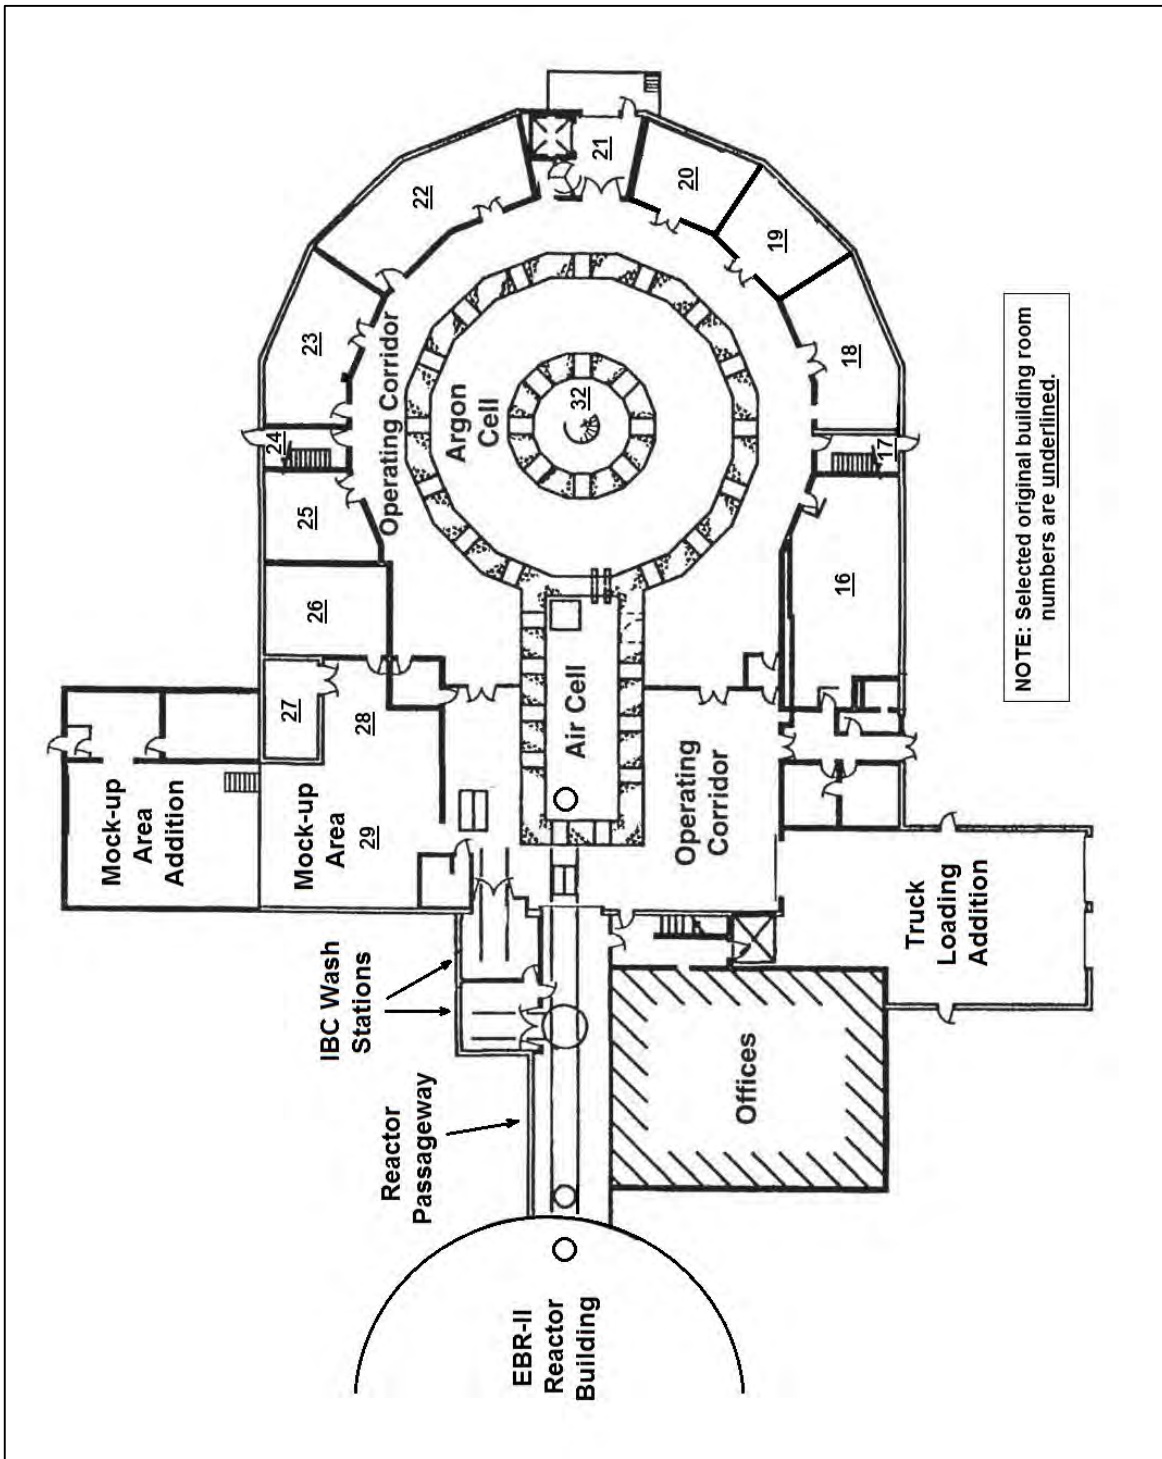 EBR-II
Reactor
Building
Reactor
Passageway
IBC Wash
Stations
Offices
Mock-up
Area
Addition
Mock-up
Area
29
28
27
26
25
24
23
22
21
20
19
18
17
16
Operating Corridor
Argon
Cell
32
Air Cell
Operating
Corridor
Truck
Loading
Addition
NOTE: Selected original building room
numbers are underlined.